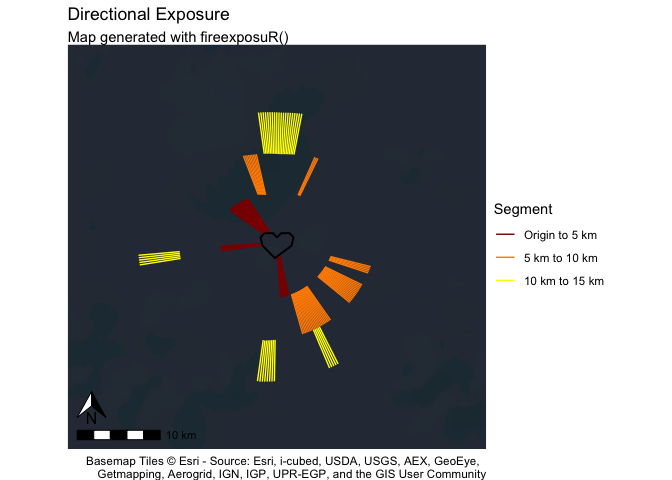 Directional Exposure
Map generated with fireexposuR()
Segment
Origin to 5 km
5 km to 10 km
10 km to 15 km
N
10 km
Basemap Tiles © Esri - Source: Esri, i-cubed, USDA, USGS, AEX, GeoEye,
Getmapping, Aerogrid, IGN, IGP, UPR-EGP, and the GIS User Community